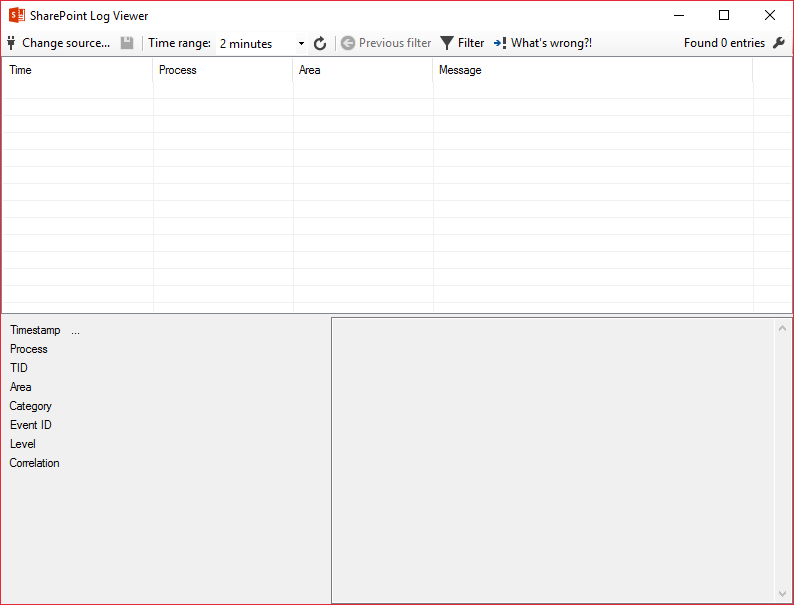 SharePoint Log Viewer
Change source... Time range: 2 minutes Previous filter Filter What's wrong?! Found 0 entries
Time Process Area Message
Timestamp ...
Process
TID
Area
Category
Event ID
Level
Correlation